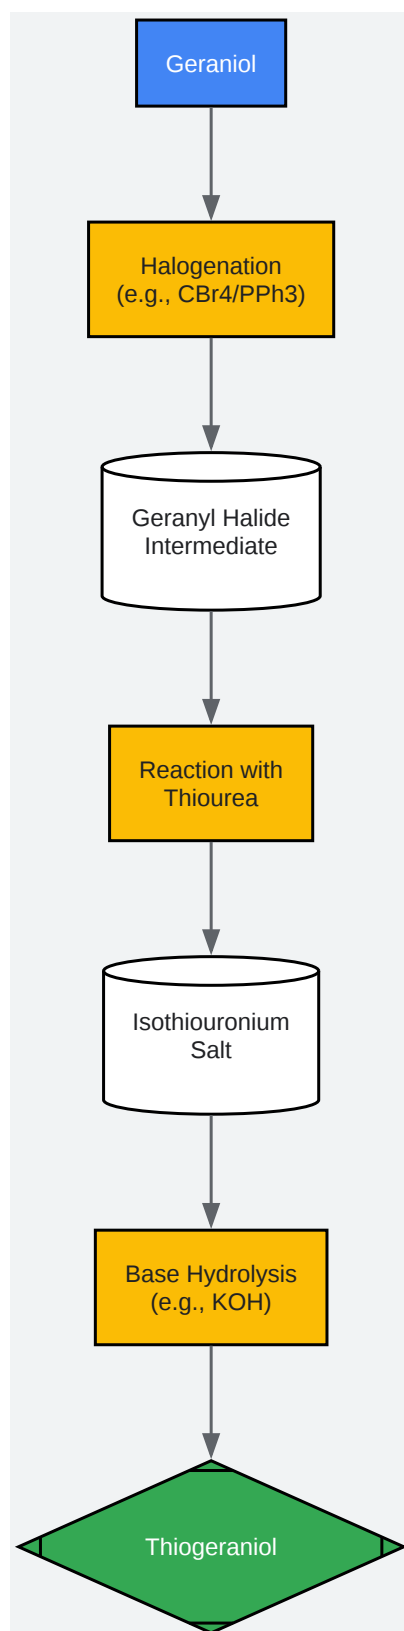 Geraniol
Halogenation
(e.g., CBr4/PPh3)
Geranyl Halide
Intermediate
Reaction with
Thiourea
Isothiouronium
Salt
Base Hydrolysis
(e.g., KOH)
Thiogeraniol